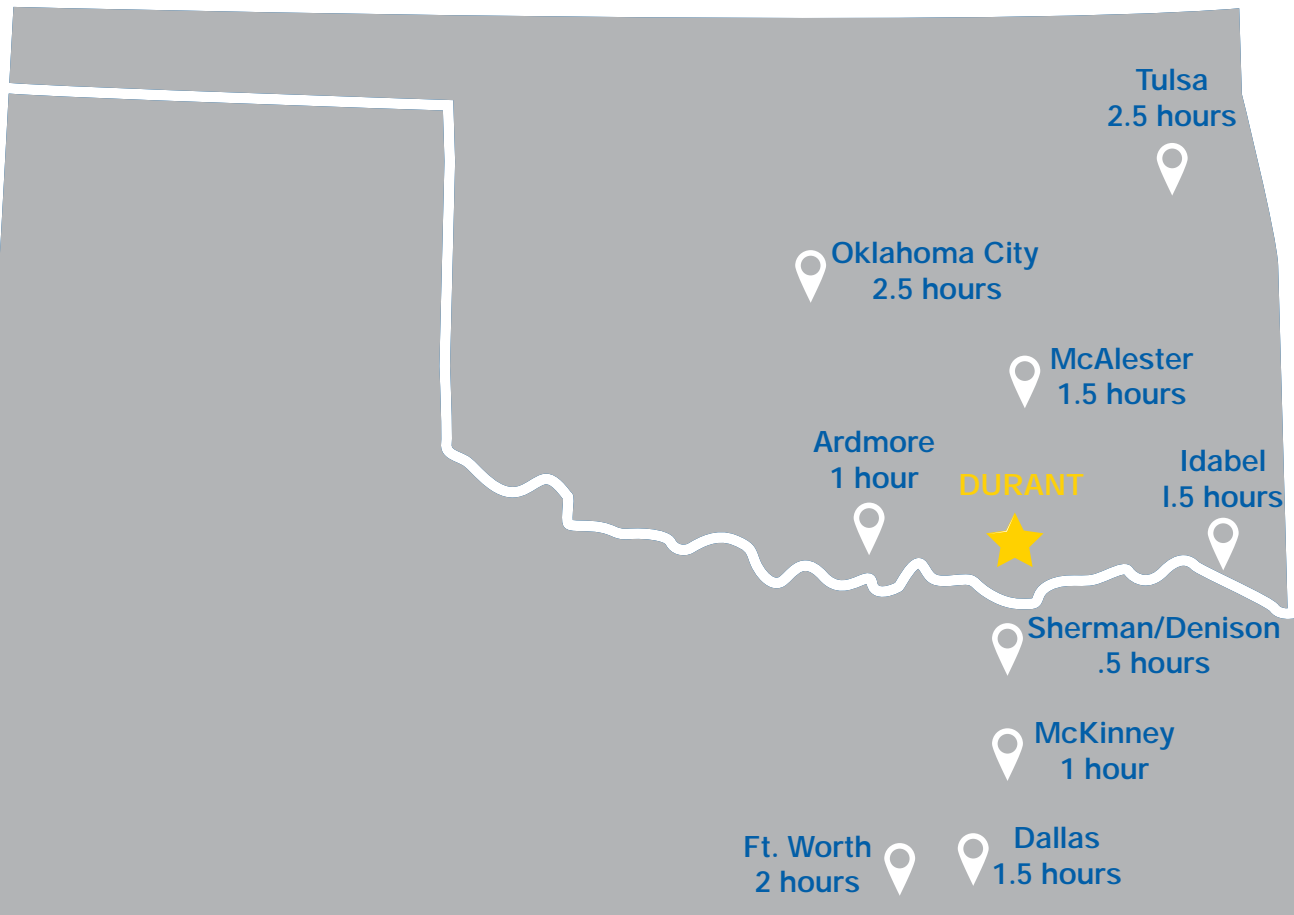 Tulsa
2.5 hours
Oklahoma City
2.5 hours
McAlester
1.5 hours
Ardmore
1 hour
DURANT
Idabel
l.5 hours
Sherman/Denison
.5 hours
McKinney
1 hour
Ft. Worth
2 hours
Dallas
1.5 hours